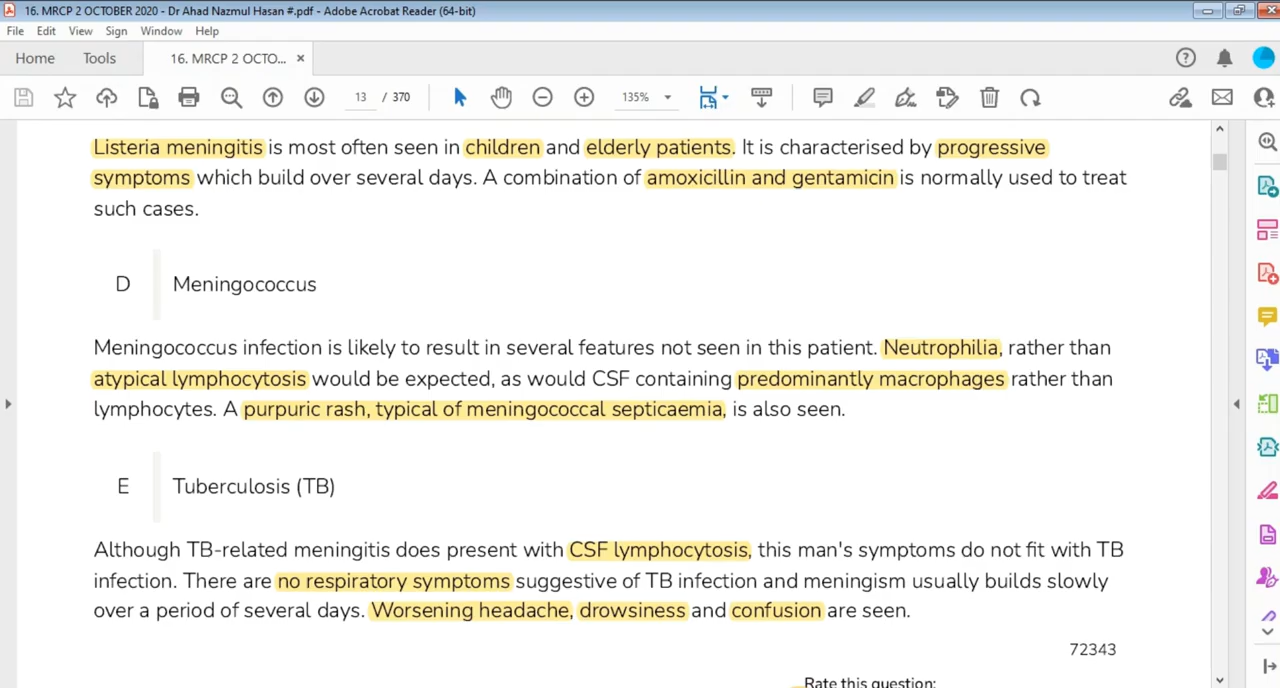 16. MRCP 2 OCTOBER 2020 - Dr Ahad Nazmul Hasan #.pdf - Adobe Acrobat Reader (64-bit)
File Edit View Sign Window Help
Home Tools 16. MRCP 2 OCTO... ×
13 / 370 135%
Listeria meningitis is most often seen in children and elderly patients. It is characterised by progressive
symptoms which build over several days. A combination of amoxicillin and gentamicin is normally used to treat
such cases.
D Meningococcus
Meningococcus infection is likely to result in several features not seen in this patient. Neutrophilia, rather than
atypical lymphocytosis would be expected, as would CSF containing predominantly macrophages rather than
lymphocytes. A purpuric rash, typical of meningococcal septicaemia, is also seen.
E Tuberculosis (TB)
Although TB-related meningitis does present with CSF lymphocytosis, this man's symptoms do not fit with TB
infection. There are no respiratory symptoms suggestive of TB infection and meningism usually builds slowly
over a period of several days. Worsening headache, drowsiness and confusion are seen.
72343
Rate this question: